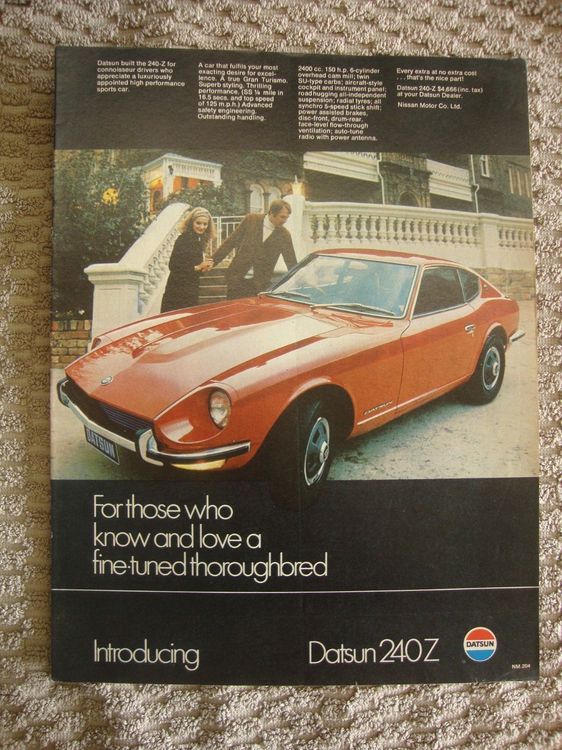 Datsun built the 240-Z for
connoisseur drivers who
appreciate a luxuriously
appointed high performance
sports car.
A car that fulfils your most
exacting desire for excel-
lence. A true Gran Turismo.
Superb styling. Thrilling
performance, (SS ¼ mile in
16.5 secs. and top speed
of 125 m.p.h.) Advanced
safety engineering.
Outstanding handling.
2400 cc. 150 h.p. 6-cylinder
overhead cam mill; twin
SU-type carbs; aircraft-style
cockpit and instrument panel;
roadhugging all-independent
suspension; radial tyres; all
synchro 5-speed stick shift;
power assisted brakes,
disc-front, drum-rear,
face-level flow-through
ventilation; auto-tune
radio with power antenna.
Every extra at no extra cost
. . . that's the nice part!
Datsun 240-Z $4,666 (inc. tax)
at your Datsun Dealer.
Nissan Motor Co. Ltd.
DATSUN
DATSUN
For those who
know and love a
fine-tuned thoroughbred
Introducing Datsun 240Z
DATSUN
NM.204